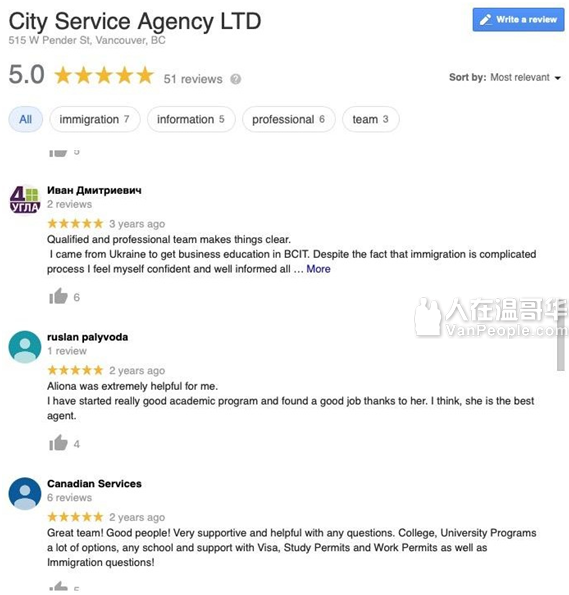 City Service Agency LTD
515 W Pender St, Vancouver, BC
Write a review
5.0
51 reviews
?
Sort by: Most relevant
All
immigration 7
information 5
professional 6
team 3
4
УГЛА
Иван Дмитриевич
2 reviews
3 years ago
Qualified and professional team makes things clear.
I came from Ukraine to get business education in BCIT. Despite the fact that immigration is complicated
process I feel myself confident and well informed all … More
6
人在温哥华
VanPeople.com
ruslan palyvoda
1 review
2 years ago
Aliona was extremely helpful for me.
I have started really good academic program and found a good job thanks to her. I think, she is the best
agent.
4
Canadian Services
6 reviews
2 years ago
Great team! Good people! Very supportive and helpful with any questions. College, University Programs
a lot of options, any school and support with Visa, Study Permits and Work Permits as well as
Immigration questions!